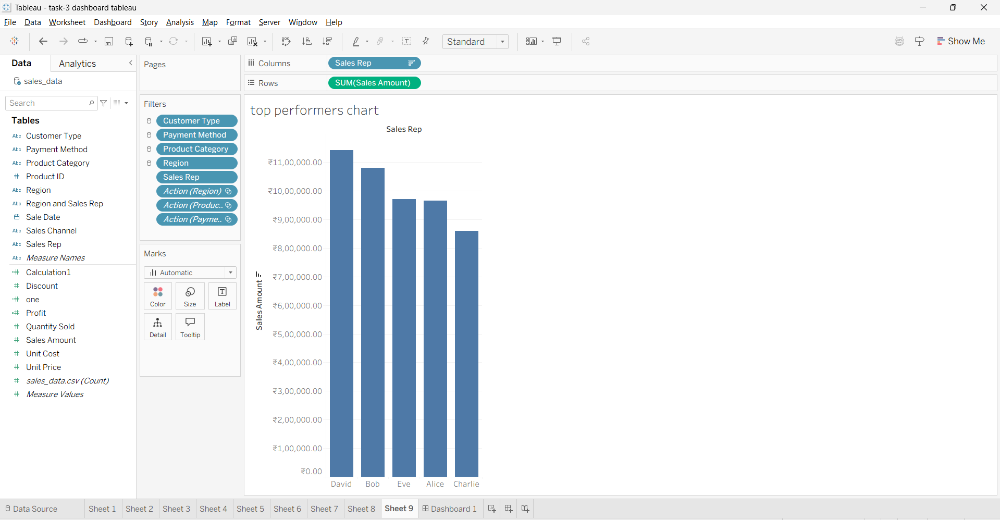 Tableau - task-3 dashboard tableau
File Data Worksheet Dashboard Story Analysis Map Format Server Window Help
Standard
Show Me
Data
Analytics
sales_data
Search
Tables
Abc Customer Type
Abc Payment Method
Abc Product Category
# Product ID
Abc Region
Abc Region and Sales Rep
Sale Date
Abc Sales Channel
Abc Sales Rep
Abc Measure Names
=# Calculation1
# Discount
=# one
=# Profit
# Quantity Sold
# Sales Amount
# Unit Cost
# Unit Price
# sales_data.csv (Count)
# Measure Values
Pages
Filters
Customer Type
Payment Method
Product Category
Region
Sales Rep
Action (Region)
Action (Produc..
Action (Payme..
Marks
Automatic
Color
Size
Label
Detail
Tooltip
Columns
Sales Rep
Rows
SUM(Sales Amount)
top performers chart
Sales Rep
₹11,00,000.00
₹10,00,000.00
₹9,00,000.00
₹8,00,000.00
₹7,00,000.00
₹6,00,000.00
₹5,00,000.00
₹4,00,000.00
₹3,00,000.00
₹2,00,000.00
₹1,00,000.00
₹0.00
Sales Amount
David Bob Eve Alice Charlie
Data Source
Sheet 1
Sheet 2
Sheet 3
Sheet 4
Sheet 5
Sheet 6
Sheet 7
Sheet 8
Sheet 9
Dashboard 1